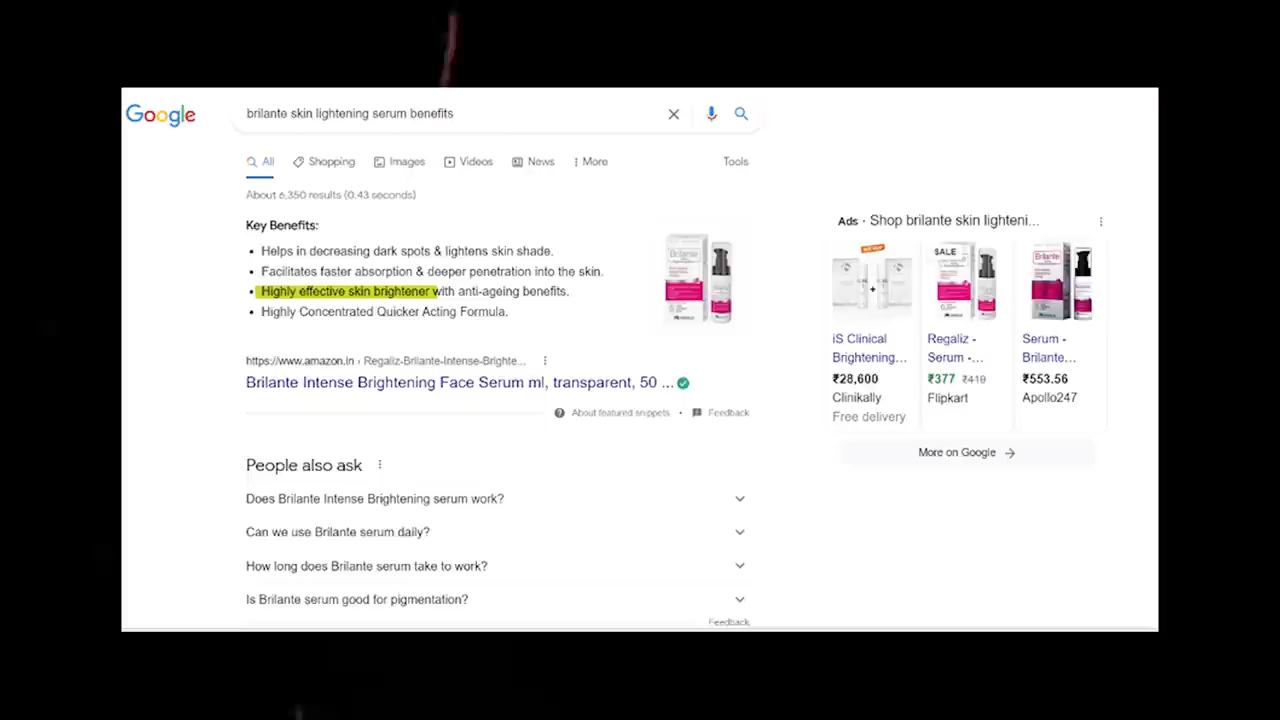 Google
brilante skin lightening serum benefits
All Shopping Images Videos News More Tools
About 6,350 results (0.43 seconds)
Key Benefits:
• Helps in decreasing dark spots & lightens skin shade.
• Facilitates faster absorption & deeper penetration into the skin.
• Highly effective skin brightener with anti-ageing benefits.
• Highly Concentrated Quicker Acting Formula.
https://www.amazon.in › Regaliz-Brilante-Intense-Brighte...
Brilante Intense Brightening Face Serum ml, transparent, 50 ...
About featured snippets • Feedback
People also ask
Does Brilante Intense Brightening serum work?
Can we use Brilante serum daily?
How long does Brilante serum take to work?
Is Brilante serum good for pigmentation?
Feedback
Ads · Shop brilante skin lighteni...
SALE
Brilante
Brilante
iS Clinical
Brightening...
₹28,600
Clinikally
Free delivery
Regaliz -
Serum -...
₹377 ₹419
Flipkart
Serum -
Brilante...
₹553.56
Apollo247
More on Google →